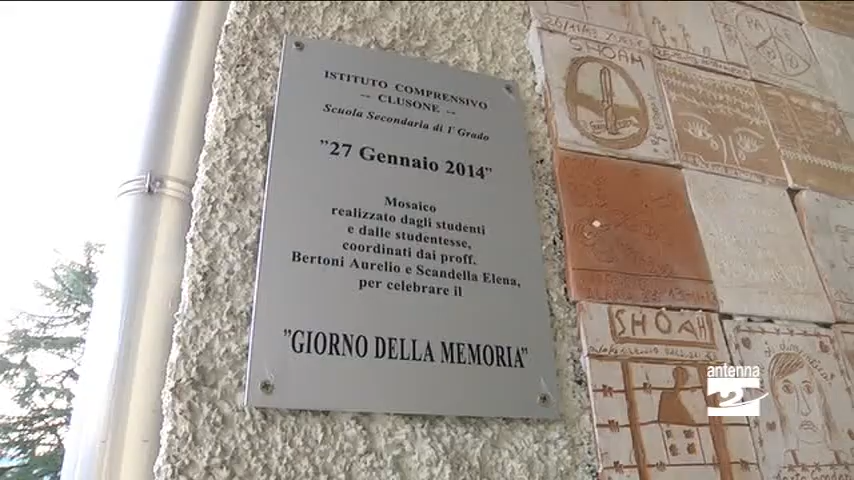 ISTITUTO COMPRENSIVO
-- CLUSONE --
Scuola Secondaria di I° Grado
"27 Gennaio 2014"
Mosaico
realizzato dagli studenti
e dalle studentesse,
coordinati dai proff.
Bertoni Aurelio e Scandella Elena,
per celebrare il
"GIORNO DELLA MEMORIA"
SHOAH
SHOAH
antenna
2